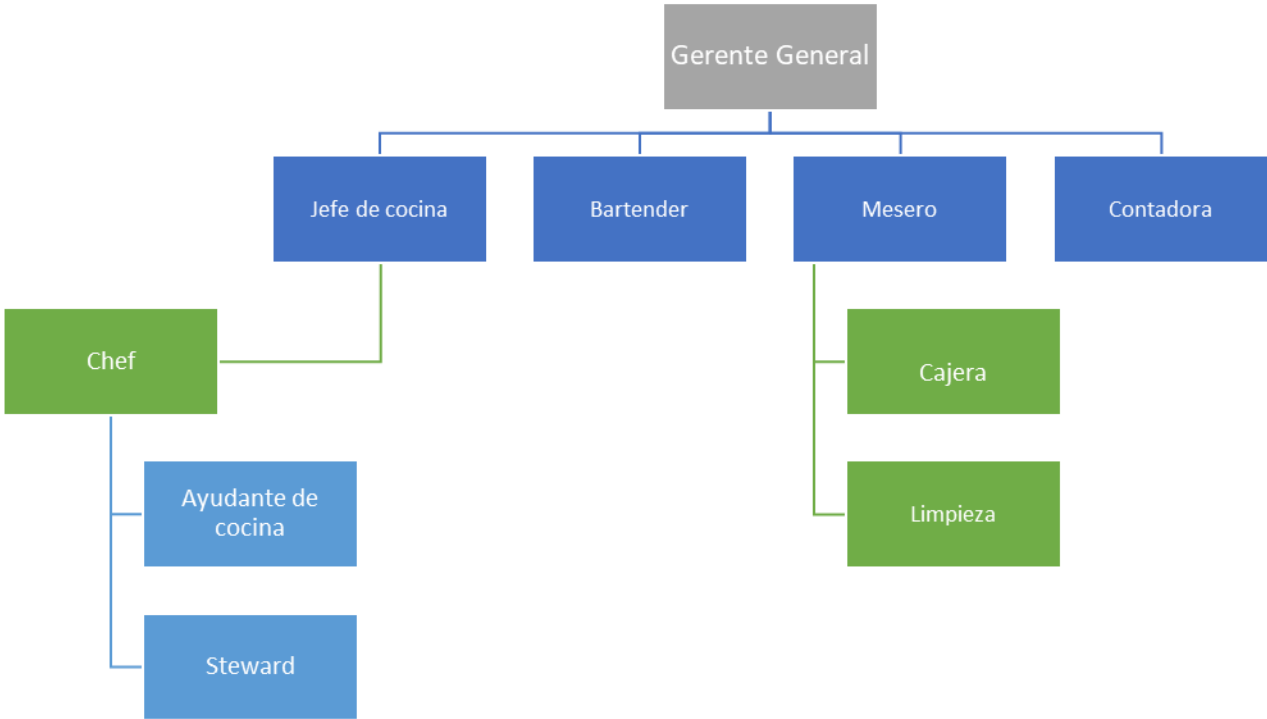 Gerente General
Jefe de cocina
Bartender
Mesero
Contadora
Chef
Cajera
Ayudante de
cocina
Limpieza
Steward